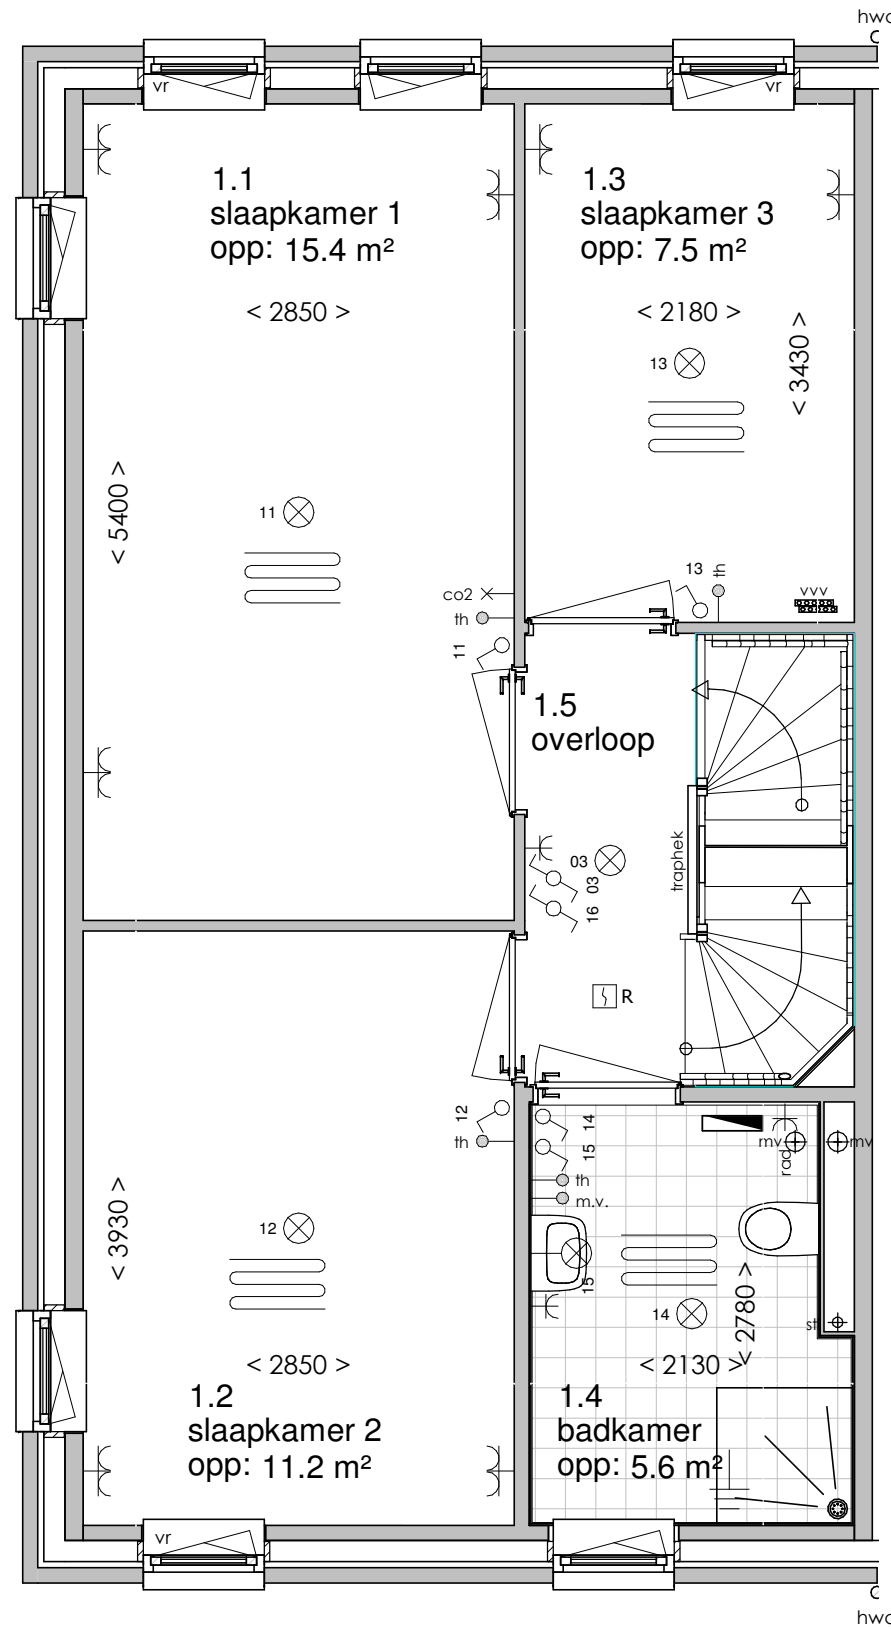 hwa
vr
vr
1.1
slaapkamer 1
opp: 15.4 m²
1.3
slaapkamer 3
opp: 7.5 m²
< 2850 >
< 2180 >
< 3430 >
13
< 5400 >
11
13
th
vvv
co2
th
11
1.5
overloop
traphek
03
03
16
R
12
th
14
15
th
m.v.
mv
mv
rad
< 3930 >
12
15
14
< 2780 >
st
< 2850 >
< 2130 >
1.2
slaapkamer 2
opp: 11.2 m²
1.4
badkamer
opp: 5.6 m²
vr